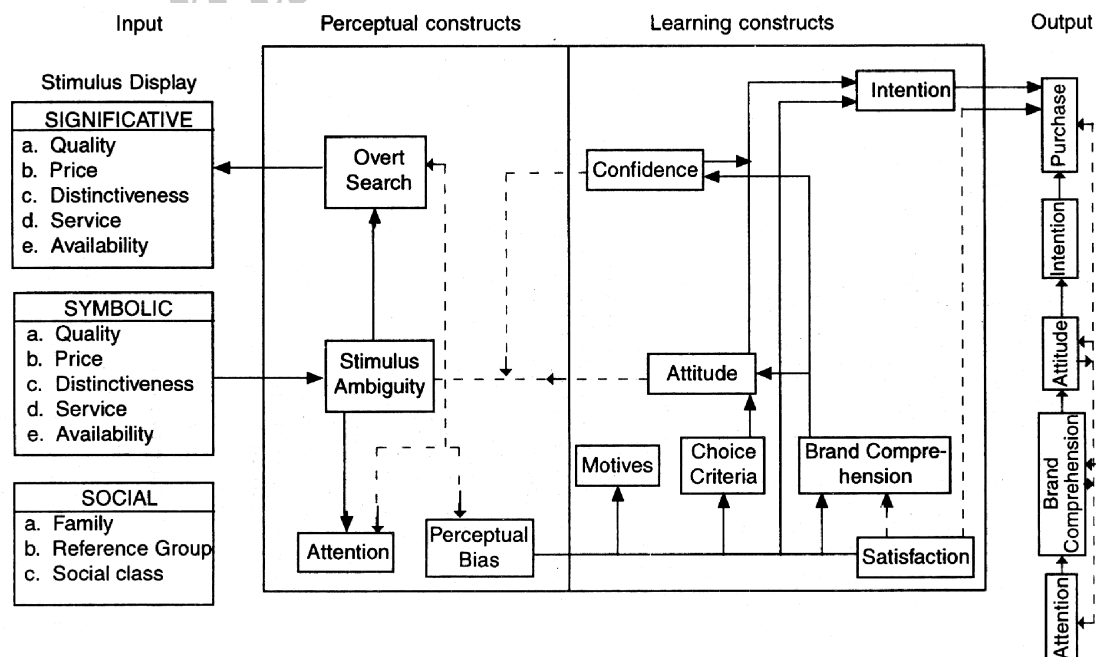 Input
Perceptual constructs
Learning constructs
Output
Stimulus Display
SIGNIFICATIVE
a. Quality
b. Price
c. Distinctiveness
d. Service
e. Availability
SYMBOLIC
a. Quality
b. Price
c. Distinctiveness
d. Service
e. Availability
SOCIAL
a. Family
b. Reference Group
c. Social class
Overt
Search
Stimulus
Ambiguity
Attention
Perceptual
Bias
Confidence
Intention
Attitude
Motives
Choice
Criteria
Brand Compre-
hension
Satisfaction
Purchase
Intention
Attitude
Brand
Comprehension
Attention